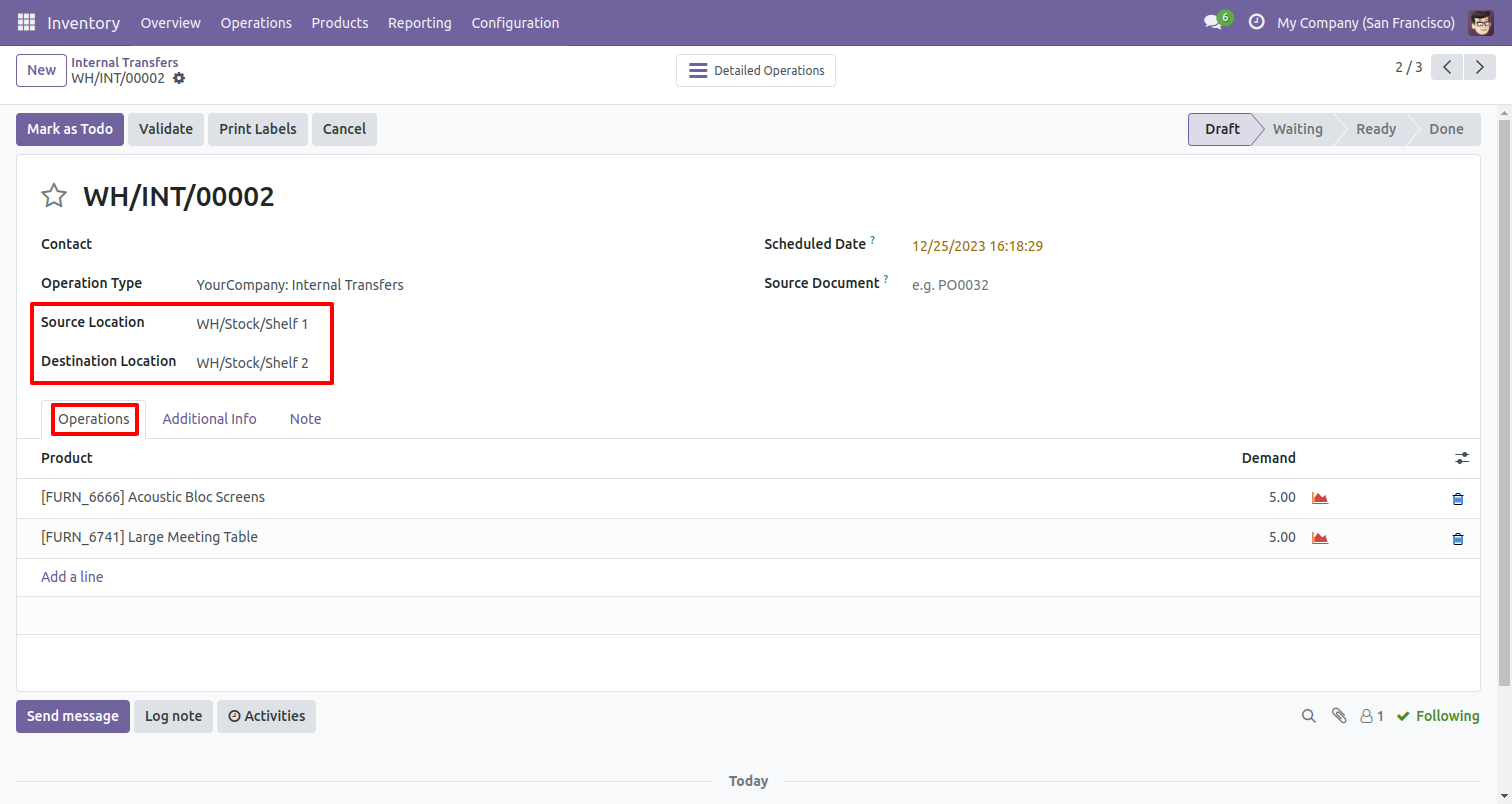 Inventory Overview Operations Products Reporting Configuration 6 My Company (San Francisco)
New Internal Transfers Detailed Operations 2 / 3
WH/INT/00002
Mark as Todo Validate Print Labels Cancel Draft Waiting Ready Done
WH/INT/00002
Contact Scheduled Date ? 12/25/2023 16:18:29
Operation Type YourCompany: Internal Transfers Source Document ? e.g. PO0032
Source Location WH/Stock/Shelf 1
Destination Location WH/Stock/Shelf 2
Operations Additional Info Note
Product Demand
[FURN_6666] Acoustic Bloc Screens 5.00
[FURN_6741] Large Meeting Table 5.00
Add a line
Send message Log note Activities 1 Following
Today